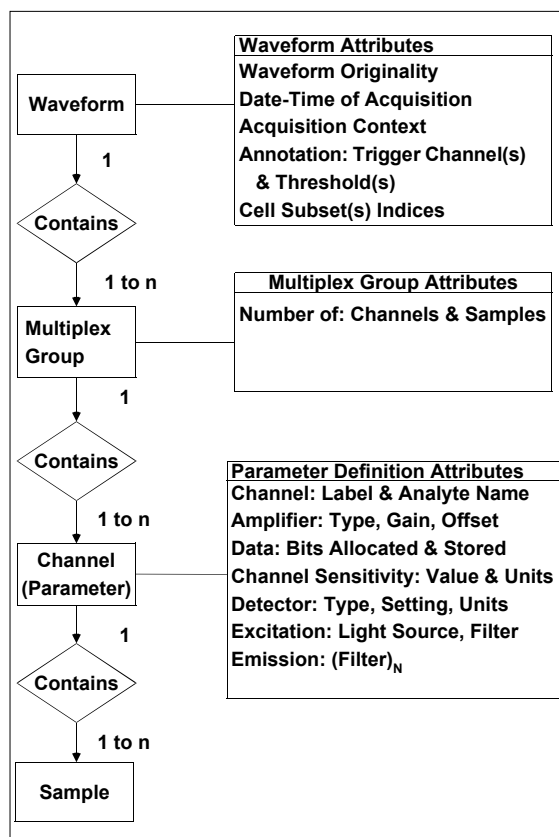 Waveform
Waveform Attributes
Waveform Originality
Date-Time of Acquisition
Acquisition Context
Annotation: Trigger Channel(s)
& Threshold(s)
Cell Subset(s) Indices
1
Contains
1 to n
Multiplex
Group
Multiplex Group Attributes
Number of: Channels & Samples
1
Contains
1 to n
Channel
(Parameter)
Parameter Definition Attributes
Channel: Label & Analyte Name
Amplifier: Type, Gain, Offset
Data: Bits Allocated & Stored
Channel Sensitivity: Value & Units
Detector: Type, Setting, Units
Excitation: Light Source, Filter
Emission: (Filter)N
1
Contains
1 to n
Sample